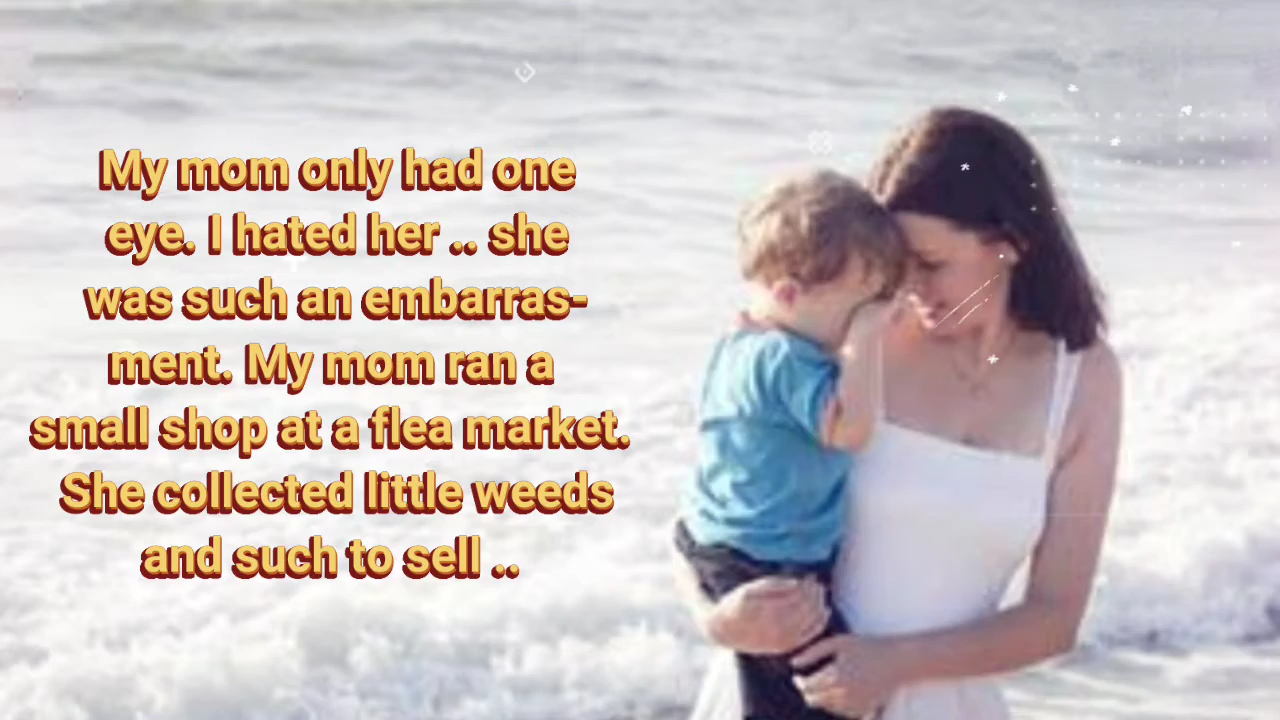 My mom only had one
eye. I hated her .. she
was such an embarras-
ment. My mom ran a
small shop at a flea market.
She collected little weeds
and such to sell ..